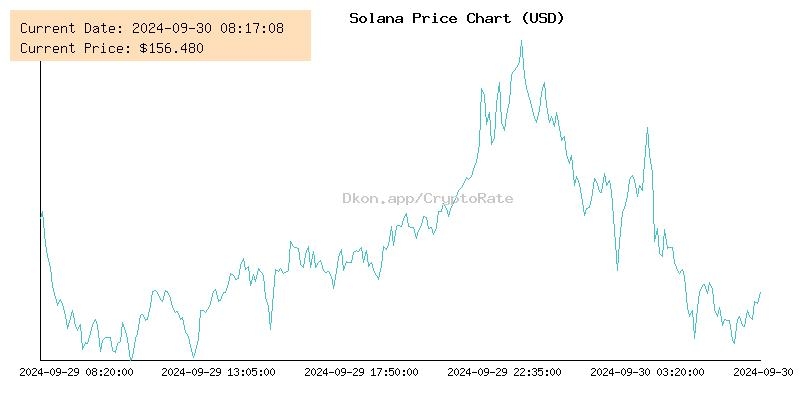 Solana Price Chart (USD)
Current Date: 2024-09-30 08:17:08
Current Price: $156.480
Dkon.app/CryptoRate
2024-09-29 08:20:00
2024-09-29 13:05:00
2024-09-29 17:50:00
2024-09-29 22:35:00
2024-09-30 03:20:00
2024-09-30